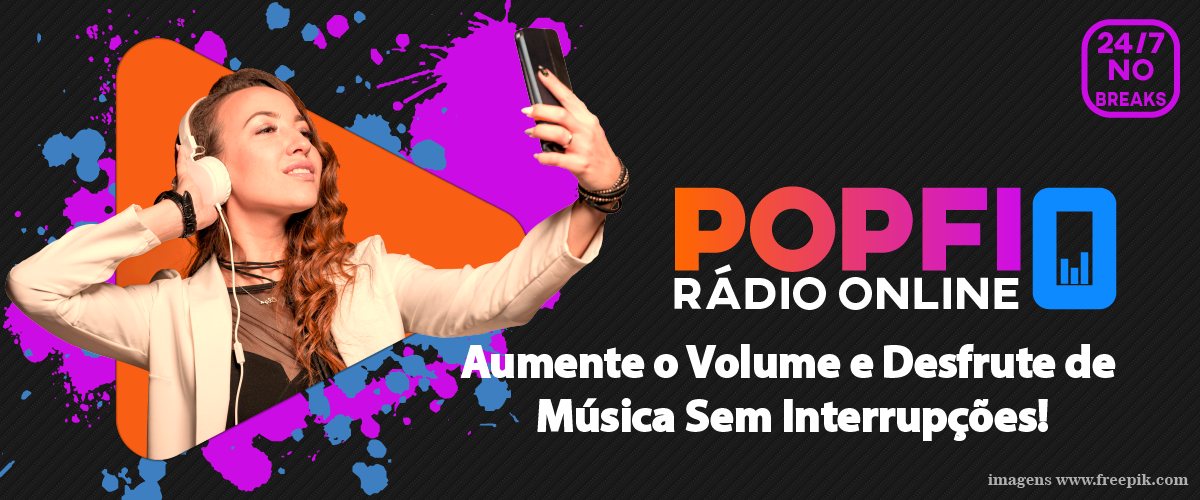 24/7
NO
BREAKS
POPFI
RÁDIO ONLINE
Aumente o Volume e Desfrute de
Música Sem Interrupções!
imagens www.freepik.com